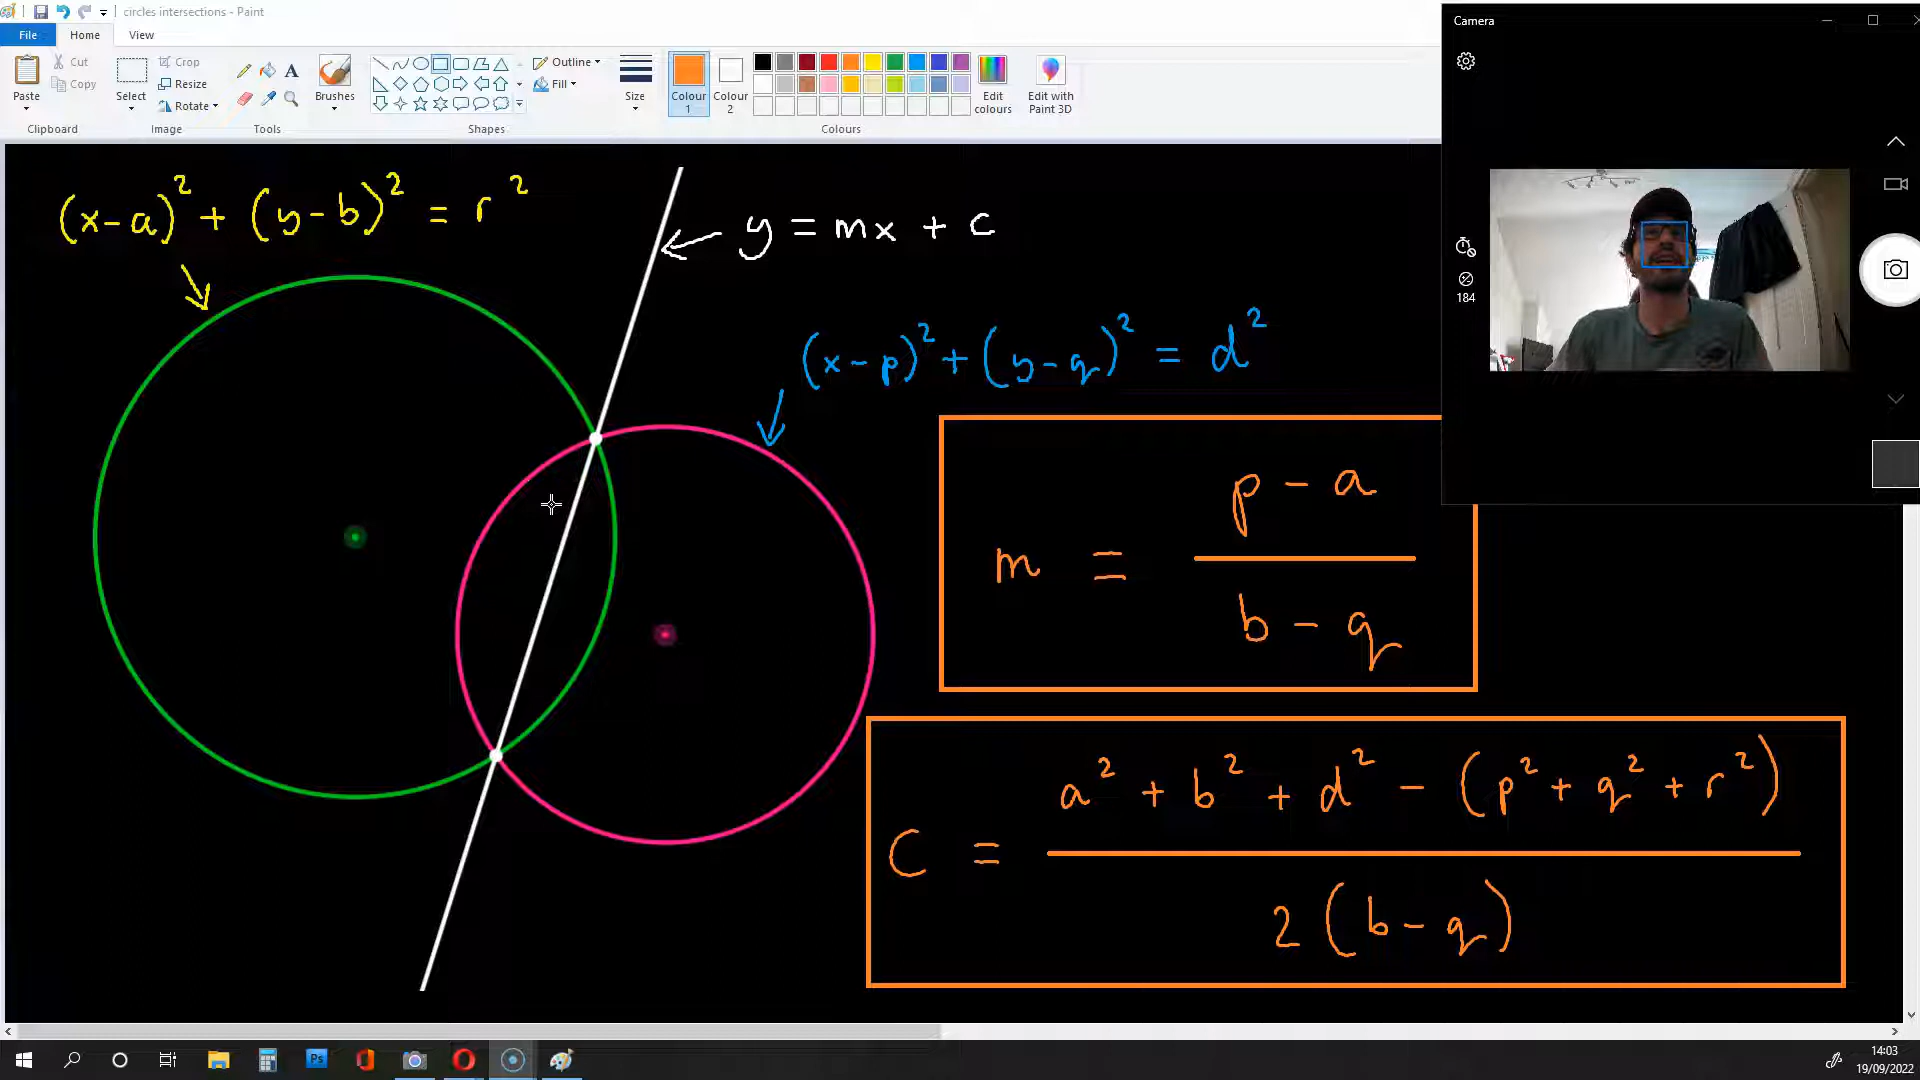 circles intersections - Paint
File Home View
Paste
Cut
Copy
Clipboard
Select
Crop
Resize
Rotate
Image
A
Tools
Brushes
Shapes
Outline
Fill
Size
Colour 1
Colour 2
Colours
Edit colours
Edit with Paint 3D
Camera
184
(x-a)² + (y-b)² = r²
y = mx + c
(x-p)² + (y-q)² = d²
m = (p - a) / (b - q)
C = (a² + b² + d² - (p² + q² + r²)) / (2(b-q))
Ps
14:03
19/09/2022